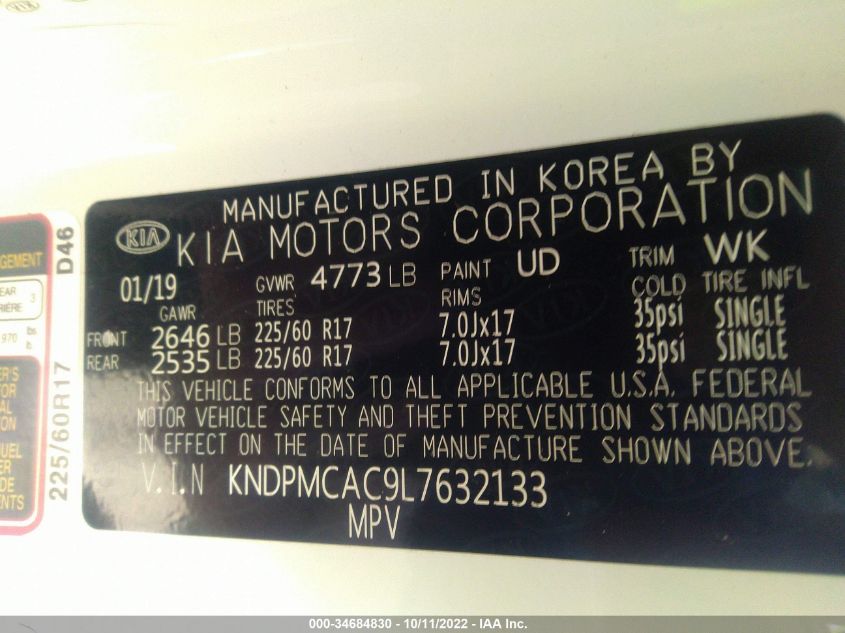 MANUFACTURED IN KOREA BY
KIA KIA MOTORS CORPORATION
01/19 GVWR 4773 LB PAINT UD TRIM WK
GAWR TIRES RIMS COLD TIRE INFL
FRONT 2646 LB 225/60 R17 7.0Jx17 35psi SINGLE
REAR 2535 LB 225/60 R17 7.0Jx17 35psi SINGLE
THIS VEHICLE CONFORMS TO ALL APPLICABLE U.S.A. FEDERAL
MOTOR VEHICLE SAFETY AND THEFT PREVENTION STANDARDS
IN EFFECT ON THE DATE OF MANUFACTURE SHOWN ABOVE.
V.I.N KNDPMCAC9L7632133
MPV
225/60R17 D46
3
970 lbs
000-34684830 - 10/11/2022 - IAA Inc.